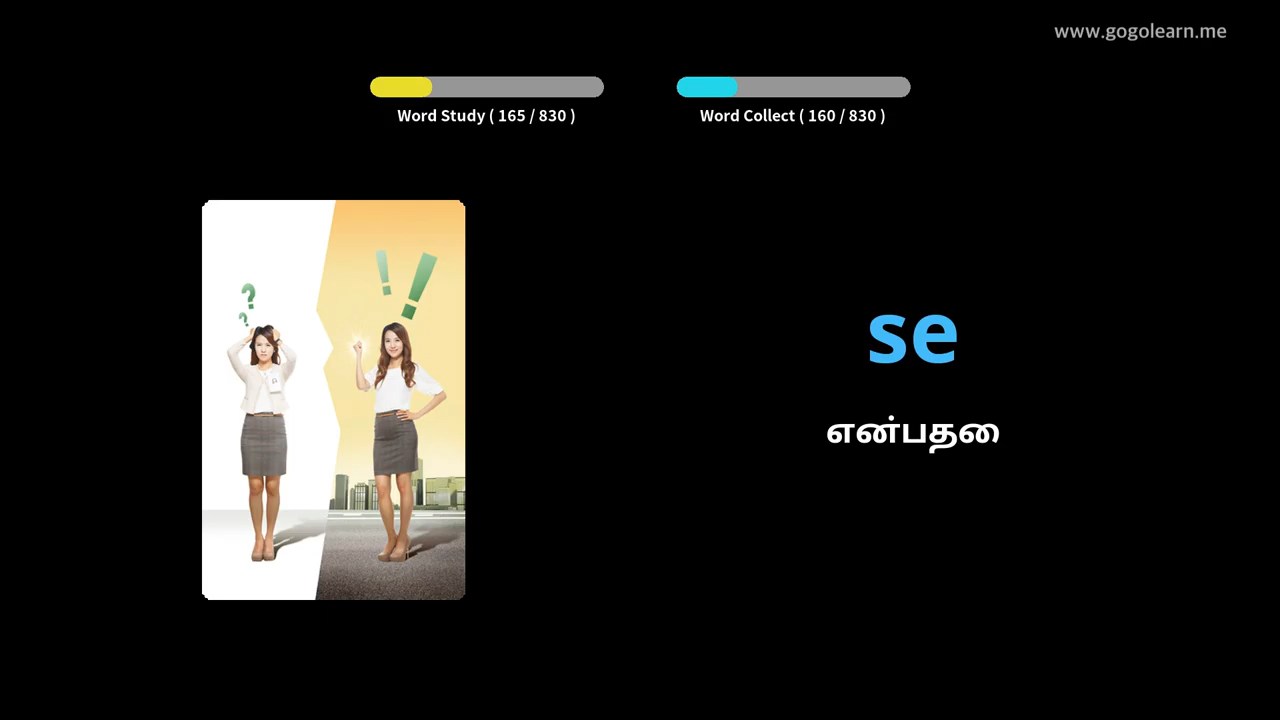 www.gogolearn.me
Word Study ( 165 / 830 )
Word Collect ( 160 / 830 )
? ?
! !
se
என்பதை